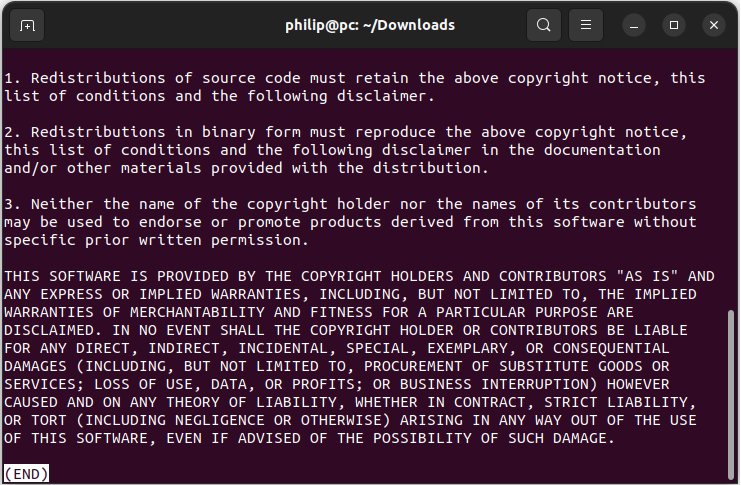 philip@pc: ~/Downloads
1. Redistributions of source code must retain the above copyright notice, this
list of conditions and the following disclaimer.
2. Redistributions in binary form must reproduce the above copyright notice,
this list of conditions and the following disclaimer in the documentation
and/or other materials provided with the distribution.
3. Neither the name of the copyright holder nor the names of its contributors
may be used to endorse or promote products derived from this software without
specific prior written permission.
THIS SOFTWARE IS PROVIDED BY THE COPYRIGHT HOLDERS AND CONTRIBUTORS "AS IS" AND
ANY EXPRESS OR IMPLIED WARRANTIES, INCLUDING, BUT NOT LIMITED TO, THE IMPLIED
WARRANTIES OF MERCHANTABILITY AND FITNESS FOR A PARTICULAR PURPOSE ARE
DISCLAIMED. IN NO EVENT SHALL THE COPYRIGHT HOLDER OR CONTRIBUTORS BE LIABLE
FOR ANY DIRECT, INDIRECT, INCIDENTAL, SPECIAL, EXEMPLARY, OR CONSEQUENTIAL
DAMAGES (INCLUDING, BUT NOT LIMITED TO, PROCUREMENT OF SUBSTITUTE GOODS OR
SERVICES; LOSS OF USE, DATA, OR PROFITS; OR BUSINESS INTERRUPTION) HOWEVER
CAUSED AND ON ANY THEORY OF LIABILITY, WHETHER IN CONTRACT, STRICT LIABILITY,
OR TORT (INCLUDING NEGLIGENCE OR OTHERWISE) ARISING IN ANY WAY OUT OF THE USE
OF THIS SOFTWARE, EVEN IF ADVISED OF THE POSSIBILITY OF SUCH DAMAGE.
(END)